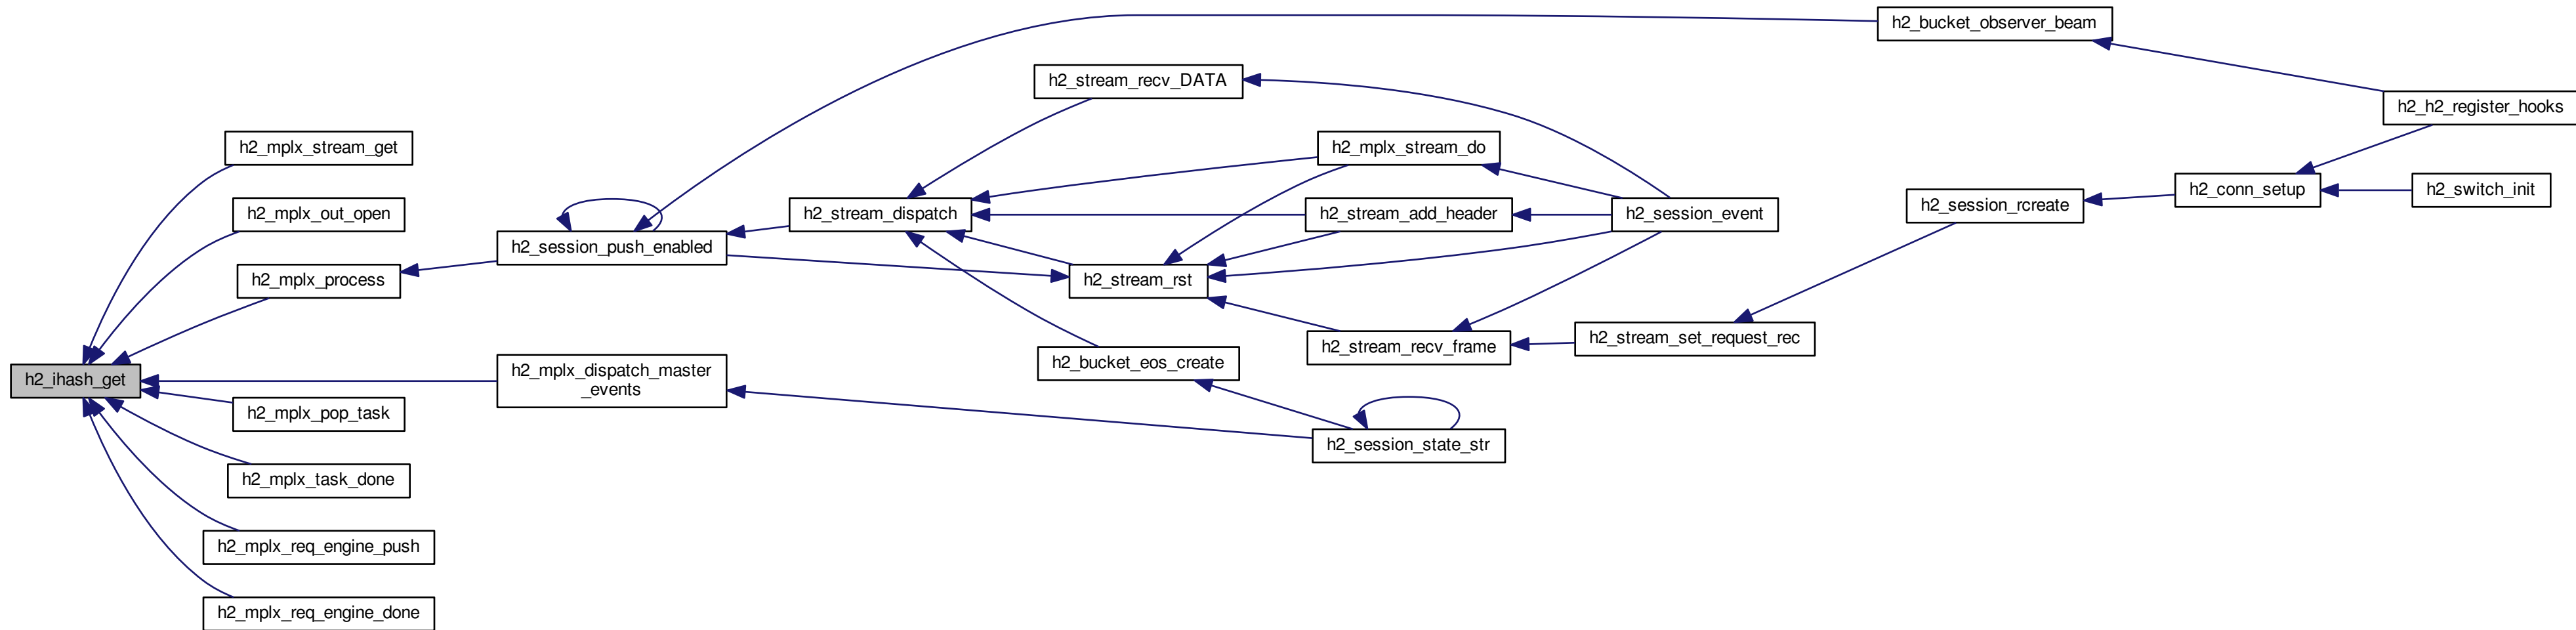 h2_bucket_observer_beam
h2_stream_recv_DATA
h2_h2_register_hooks
h2_mplx_stream_get
h2_mplx_stream_do
h2_conn_setup
h2_switch_init
h2_session_rcreate
h2_mplx_out_open
h2_stream_dispatch
h2_stream_add_header
h2_session_event
h2_session_push_enabled
h2_mplx_process
h2_stream_rst
h2_stream_set_request_rec
h2_stream_recv_frame
h2_bucket_eos_create
h2_ihash_get
h2_mplx_dispatch_master
_events
h2_mplx_pop_task
h2_session_state_str
h2_mplx_task_done
h2_mplx_req_engine_push
h2_mplx_req_engine_done